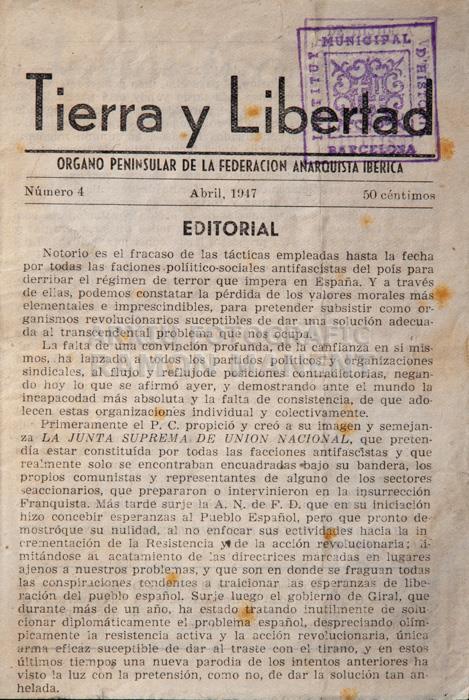 Tierra y Libertad
INSTITUT MUNICIPAL D'HIST
BARCELONA
ORGANO PENINSULAR DE LA FEDERACION ANARQUISTA IBERICA
Número 4 Abril, 1947 50 céntimos
EDITORIAL
Notorio es el fracaso de las tácticas empleadas hasta la fecha
por todas las faciones políitico-sociales antifascistas del país para
derribar el régimen de terror que impera en España. Y a través
de ellas, podemos constatar la pérdida de los valores morales más
elementales e imprescindibles, para pretender subsistir como or-
ganismos revolucionarios suceptibles de dar una solución adecua-
da al transcendental problema que nos ocupa.
La falta de una convinción profunda, de la canfianza en si mis-
mos, ha lanzado a todos los partidos políticos y organizaciones
sindicales, a flujo y reflujode posiciones contradictorias, negan-
do hoy lo que se afirmó ayer, y demostrando ante el mundo la
incapacodad más absoluta y la falta de consistencia, de que ado-
lecen estas organizaciones individual y colectivamente.
Primeramente el P. C. propició y creó a su imagen y semejan-
za LA JUNTA SUPREMA DE UNION NACIONAL, que preten-
día estar constituída por todas las facciones antifascistas y que
realmente solo se encontraban encuadradas bajo su bandera, los
propios comunistas y representantes de alguno de los sectores
seaccionarios, que prepararon o intervinieron en la insurrección
Franquista. Más tarde surje la A. N. de F. D. que en su iniciación
hizo concebir esperanzas al Pueblo Español, pero que pronto de-
mostróque su nulidad, al no enfocar sus ectividades hacia la in-
crementación de la Resistencia y de la acción revolucionaria; li-
mitándose al acatamiento de las directrices marcadas en lugares
ajenos a nuestros problemas, y que son en donde se fraguan todas
las conspiraciones tendentes a traicionar las esperanzas de libe-
ración del pueblo español. Surje luego el gobierno de Giral, que
durante más de un año, ha estado tratando inutilmente de solu-
cionar diplomáticamente el problema español, despreciando olím-
picamente la resistencia activa y la acción revolucionaria, única
arma eficaz suceptible de dar al traste con el tirano, y en estos
últimos tiempos una nueva parodia de los intentos anteriores ha
visto la luz con la pretensión, como no, de dar la solución tan an-
helada.